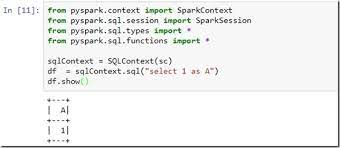 In [11]: from pyspark.context import SparkContext
from pyspark.sql.session import SparkSession
from pyspark.sql.types import *
from pyspark.sql.functions import *
sqlContext = SQLContext(sc)
df  = sqlContext.sql("select 1 as A")
df.show()
+---+
|  A|
+---+
|  1|
+---+